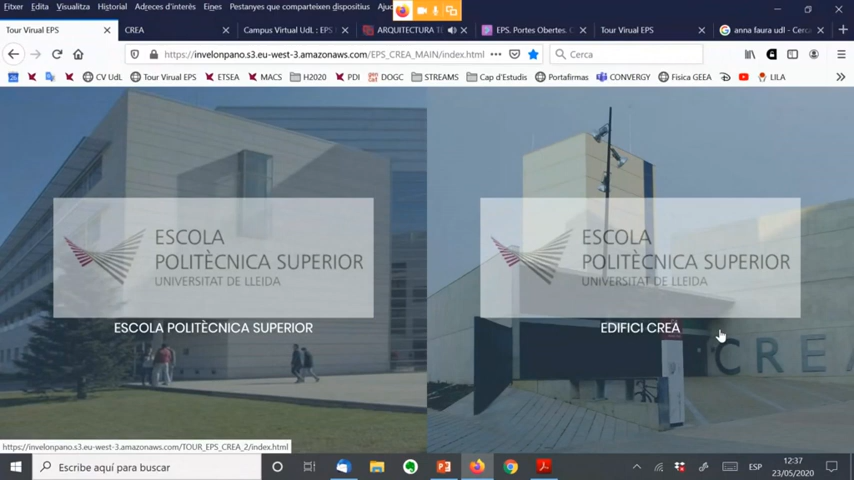 Fitxer Edita Visualitza Historial Adreces d'interès Eines Pestanyes que comparteixen dispositius
Tour Virual EPS CREA Campus Virtual UdL : EPS ARQUITECTURA EPS. Portes Obertes. Tour Virual EPS anna faura udl - Cerca
https://invelonpano.s3.eu-west-3.amazonaws.com/EPS_CREA_MAIN/index.html Cerca
CV UdL Tour Virual EPS ETSEA MACS H2020 PDI DOGC STREAMS Cap d'Estudis Portafirmas CONVERGY Fisica GEEA LILA
ESCOLA
POLITÈCNICA SUPERIOR
UNIVERSITAT DE LLEIDA
ESCOLA POLITÈCNICA SUPERIOR
ESCOLA
POLITÈCNICA SUPERIOR
UNIVERSITAT DE LLEIDA
EDIFICI CREA
CREA
https://invelonpano.s3.eu-west-3.amazonaws.com/TOUR_EPS_CREA_2/index.html
Escribe aquí para buscar
ESP
12:37
23/05/2020